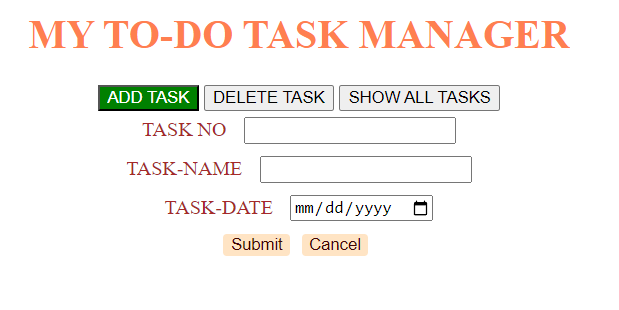 MY TO-DO TASK MANAGER
ADD TASK DELETE TASK SHOW ALL TASKS
TASK NO
TASK-NAME
TASK-DATE mm/dd/yyyy
Submit Cancel